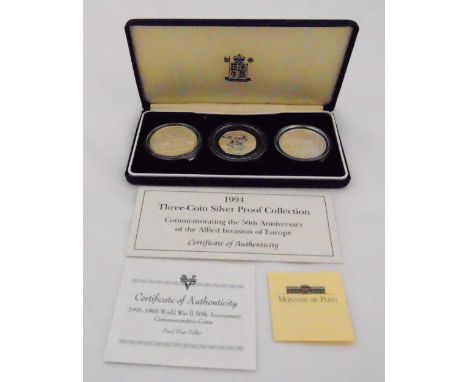 1994
Three-Coin Silver Proof Collection
Commemorating the 50th Anniversary
of the Allied Invasion of Europe
Certificate of Authenticity
Certificate of Authenticity
1991-1995 World War II 50th Anniversary
Commemorative Coins
Proof Silver Dollar
MONNAIE DE PARIS